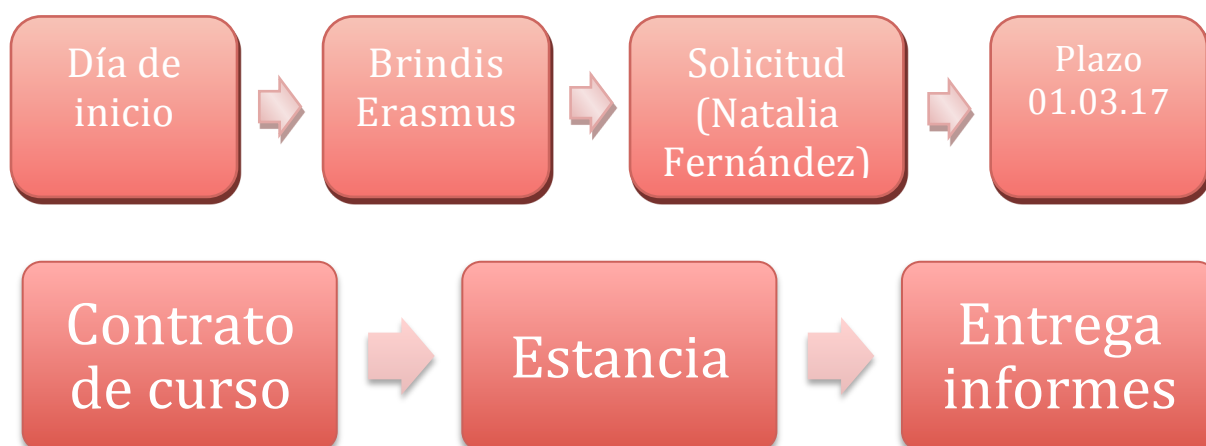 Día de
inicio
Brindis
Erasmus
Solicitud
(Natalia
Fernández)
Plazo
01.03.17
Contrato
de curso
Estancia
Entrega
informes